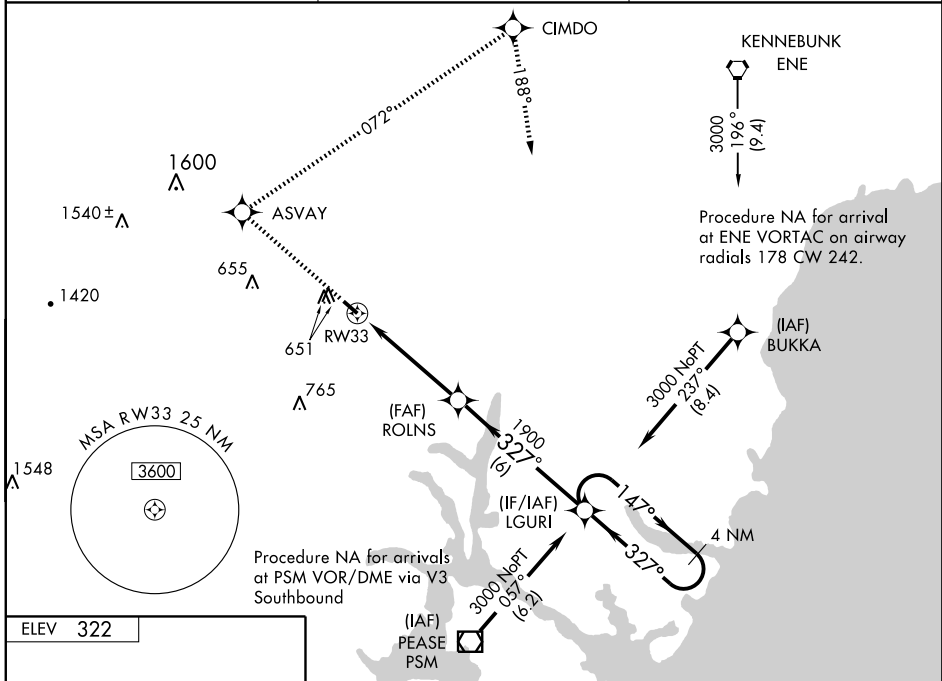 CIMDO
KENNEBUNK
ENE
188°
072°
3000
196°
(9.4)
1600
1540 ±
ASVAY
Procedure NA for arrival
at ENE VORTAC on airway
radials 178 CW 242.
655
1420
RW33
651
(IAF)
BUKKA
3000 NoPT
237°
(8.4)
765
(FAF)
ROLNS
1900
327°
(6)
MSA RW33 25 NM
3600
1548
(IF/IAF)
LGURI
147°
4 NM
327°
Procedure NA for arrivals
at PSM VOR/DME via V3
Southbound
3000 NoPT
057°
(6.2)
(IAF)
PEASE
PSM
ELEV 322